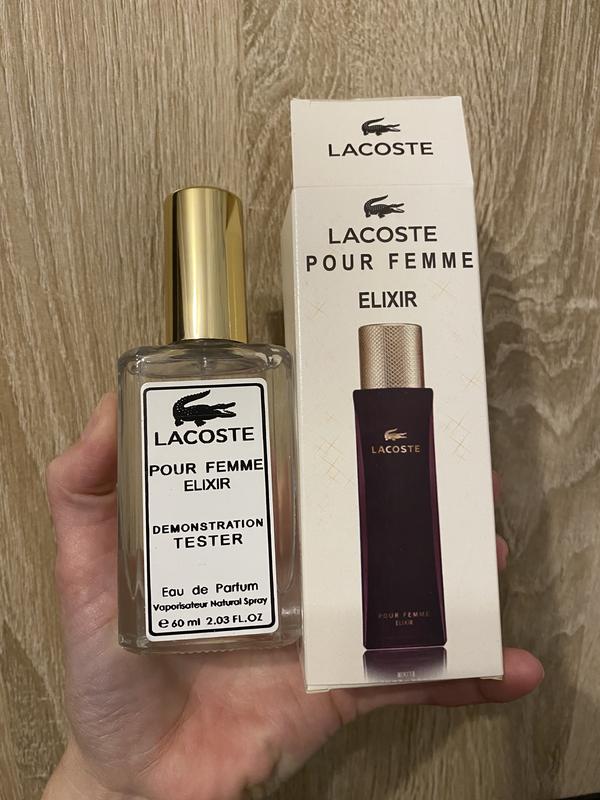 LACOSTE
LACOSTE
POUR FEMME
ELIXIR
LACOSTE
POUR FEMME
ELIXIR
LACOSTE
POUR FEMME
ELIXIR
DEMONSTRATION
TESTER
Eau de Parfum
Vaporisateur Natural Spray
℮ 60 ml 2.03 FL.OZ